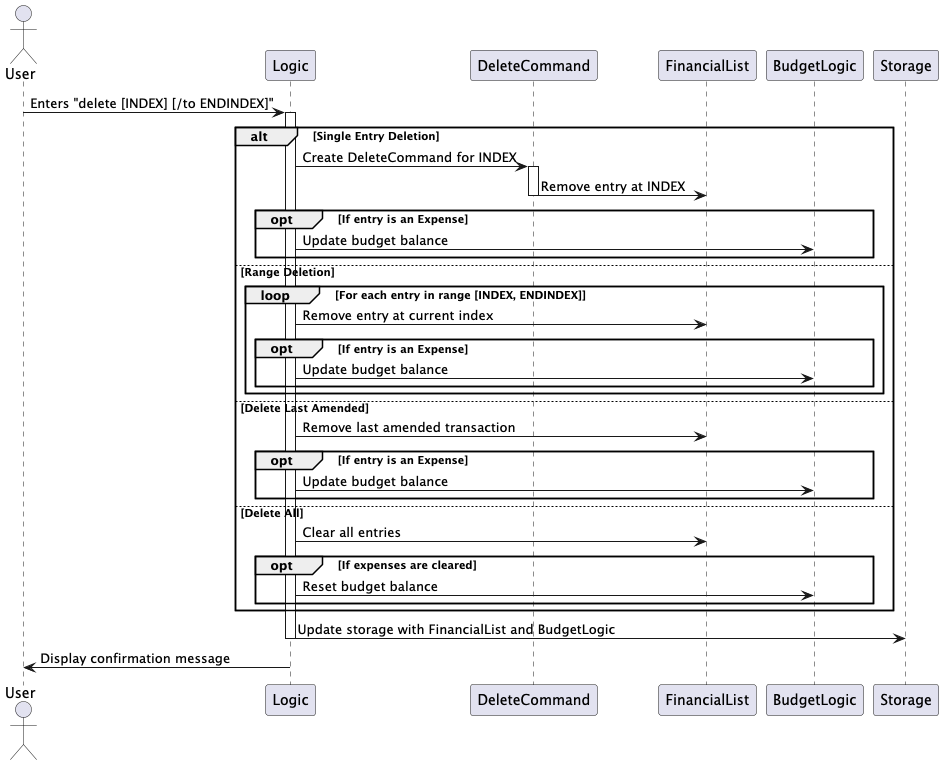 User
Logic
DeleteCommand
FinancialList
BudgetLogic
Storage
Enters "delete [INDEX] [/to ENDINDEX]"
alt
[Single Entry Deletion]
Create DeleteCommand for INDEX
Remove entry at INDEX
opt
[If entry is an Expense]
Update budget balance
[Range Deletion]
loop
[For each entry in range [INDEX, ENDINDEX]]
Remove entry at current index
opt
[If entry is an Expense]
Update budget balance
[Delete Last Amended]
Remove last amended transaction
opt
[If entry is an Expense]
Update budget balance
[Delete All]
Clear all entries
opt
[If expenses are cleared]
Reset budget balance
Update storage with FinancialList and BudgetLogic
Display confirmation message
User
Logic
DeleteCommand
FinancialList
BudgetLogic
Storage